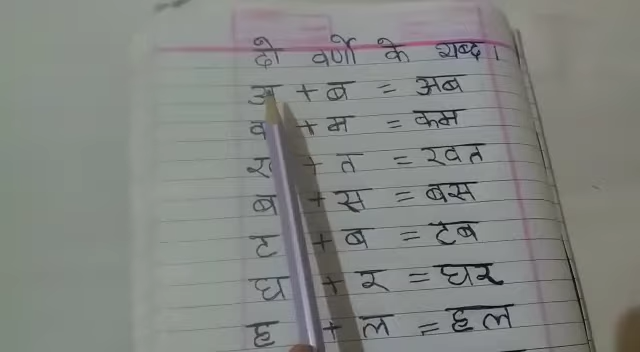 दो वर्णो के शब्द।
अ + ब = अब
क + म = कम
ख + त = खत
ब + स = बस
ट + ब = टब
घ + र = घर
ह + ल = हल